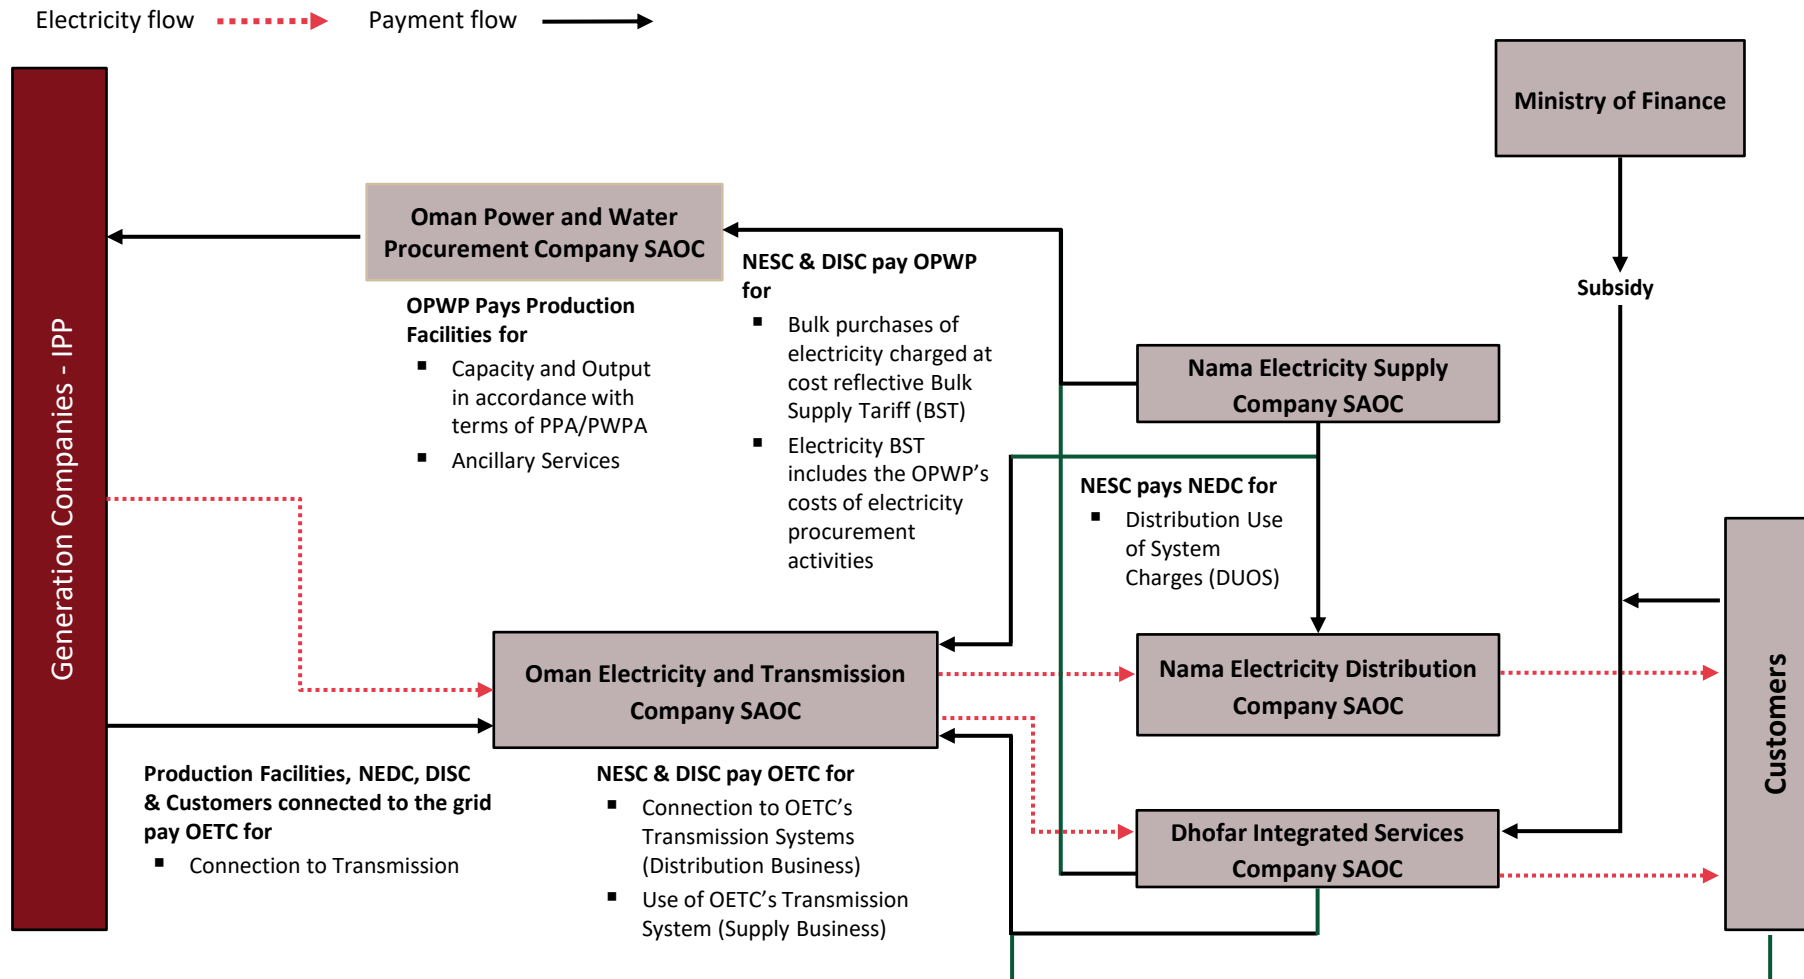 Electricity flow
Payment flow
Generation Companies - IPP
Ministry of Finance
Oman Power and Water
Procurement Company SAOC
OPWP Pays Production
Facilities for
▪ Capacity and Output
in accordance with
terms of PPA/PWPA
▪ Ancillary Services
NESC & DISC pay OPWP
for
▪ Bulk purchases of
electricity charged at
cost reflective Bulk
Supply Tariff (BST)
▪ Electricity BST
includes the OPWP’s
costs of electricity
procurement
activities
Subsidy
Nama Electricity Supply
Company SAOC
NESC pays NEDC for
▪ Distribution Use
of System
Charges (DUOS)
Oman Electricity and Transmission
Company SAOC
Nama Electricity Distribution
Company SAOC
Customers
Production Facilities, NEDC, DISC
& Customers connected to the grid
pay OETC for
▪ Connection to Transmission
NESC & DISC pay OETC for
▪ Connection to OETC’s
Transmission Systems
(Distribution Business)
▪ Use of OETC’s Transmission
System (Supply Business)
Dhofar Integrated Services
Company SAOC